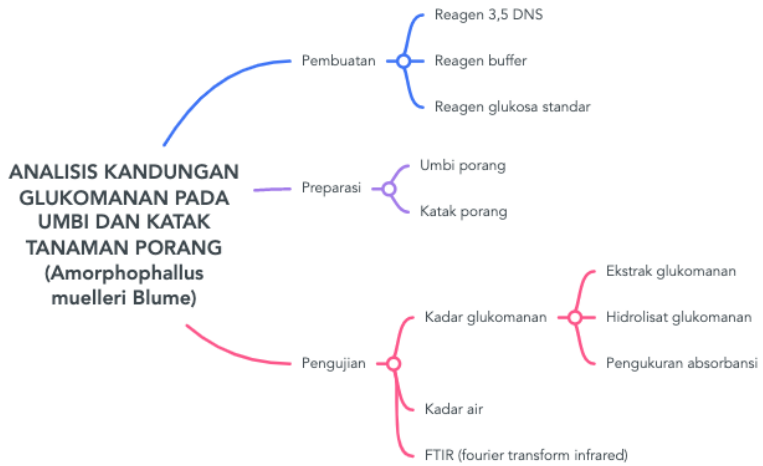 ANALISIS KANDUNGAN
GLUKOMANAN PADA
UMBI DAN KATAK
TANAMAN PORANG
(Amorphophallus
muelleri Blume)
Pembuatan
Reagen 3,5 DNS
Reagen buffer
Reagen glukosa standar
Preparasi
Umbi porang
Katak porang
Pengujian
Kadar glukomanan
Ekstrak glukomanan
Hidrolisat glukomanan
Pengukuran absorbansi
Kadar air
FTIR (fourier transform infrared)